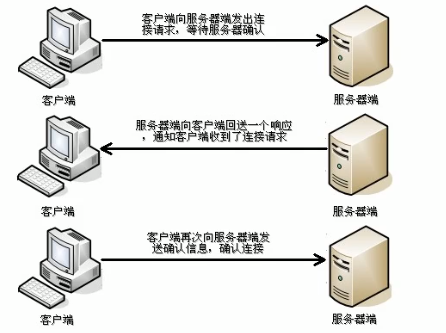 客户端向服务器端发出连
接请求，等待服务器确认
客户端
服务器端
服务器端向客户端回送一个响应
，通知客户端收到了连接请求
客户端
服务器端
客户端再次向服务器端发
送确认信息，确认连接
客户端
服务器端